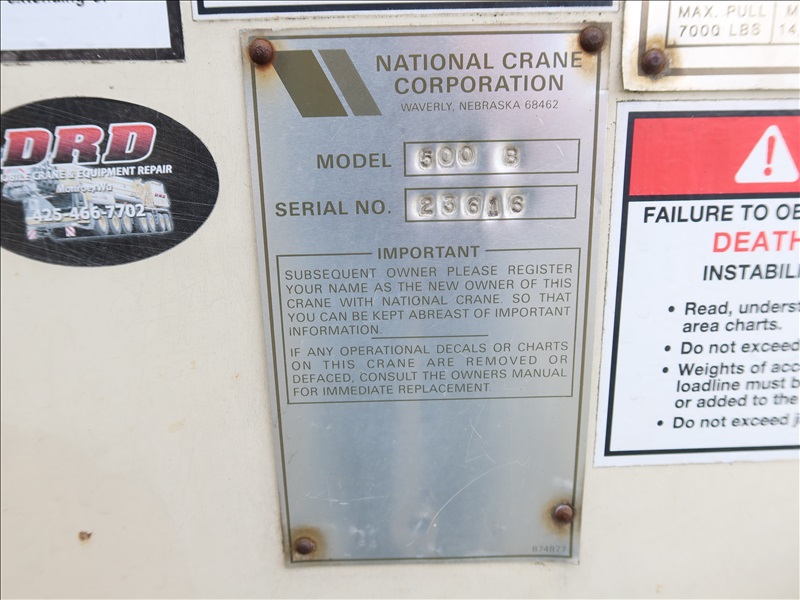 MAX. PULL
7000 LBS
NATIONAL CRANE
CORPORATION
WAVERLY, NEBRASKA 68462
MODEL 500 B
SERIAL NO. 23616
DRD
CRANE & EQUIPMENT REPAIR
Monroe Wa
425-466-7702
IMPORTANT
SUBSEQUENT OWNER PLEASE REGISTER
YOUR NAME AS THE NEW OWNER OF THIS
CRANE WITH NATIONAL CRANE. SO THAT
YOU CAN BE KEPT ABREAST OF IMPORTANT
INFORMATION.
IF ANY OPERATIONAL DECALS OR CHARTS
ON THIS CRANE ARE REMOVED OR
DEFACED, CONSULT THE OWNERS MANUAL
FOR IMMEDIATE REPLACEMENT.
FAILURE TO OB
DEATH
INSTABILI
• Read, underst
area charts.
• Do not exceed
• Weights of acc
loadline must b
or added to the
• Do not exceed